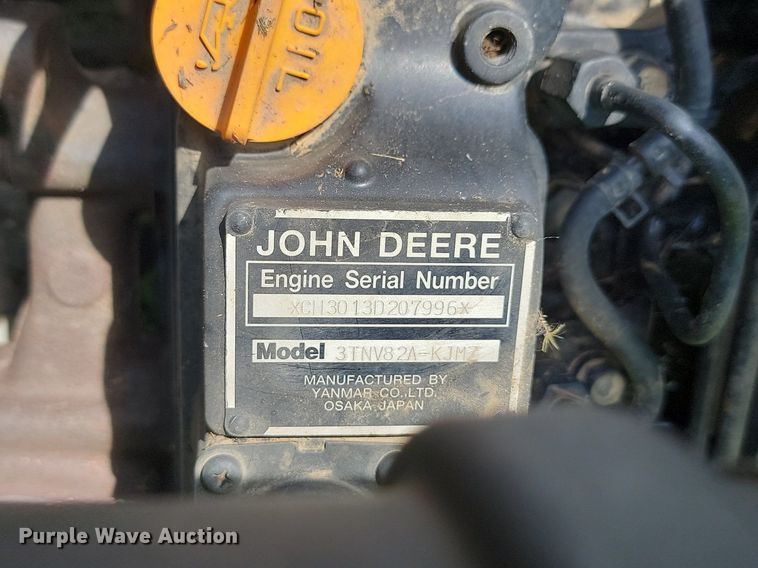 OIL
JOHN DEERE
Engine Serial Number
XCH3013D207996X
Model 3TNV82A-KJMZ
MANUFACTURED BY
YANMAR CO.,LTD.
OSAKA JAPAN
Purple Wave Auction